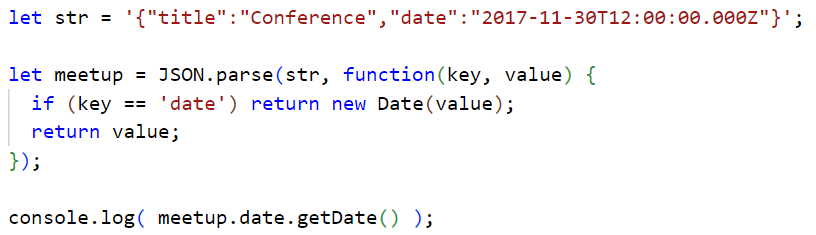 let str = '{"title":"Conference","date":"2017-11-30T12:00:00.000Z"}';

let meetup = JSON.parse(str, function(key, value) {
  if (key == 'date') return new Date(value);
  return value;
});

console.log( meetup.date.getDate() );